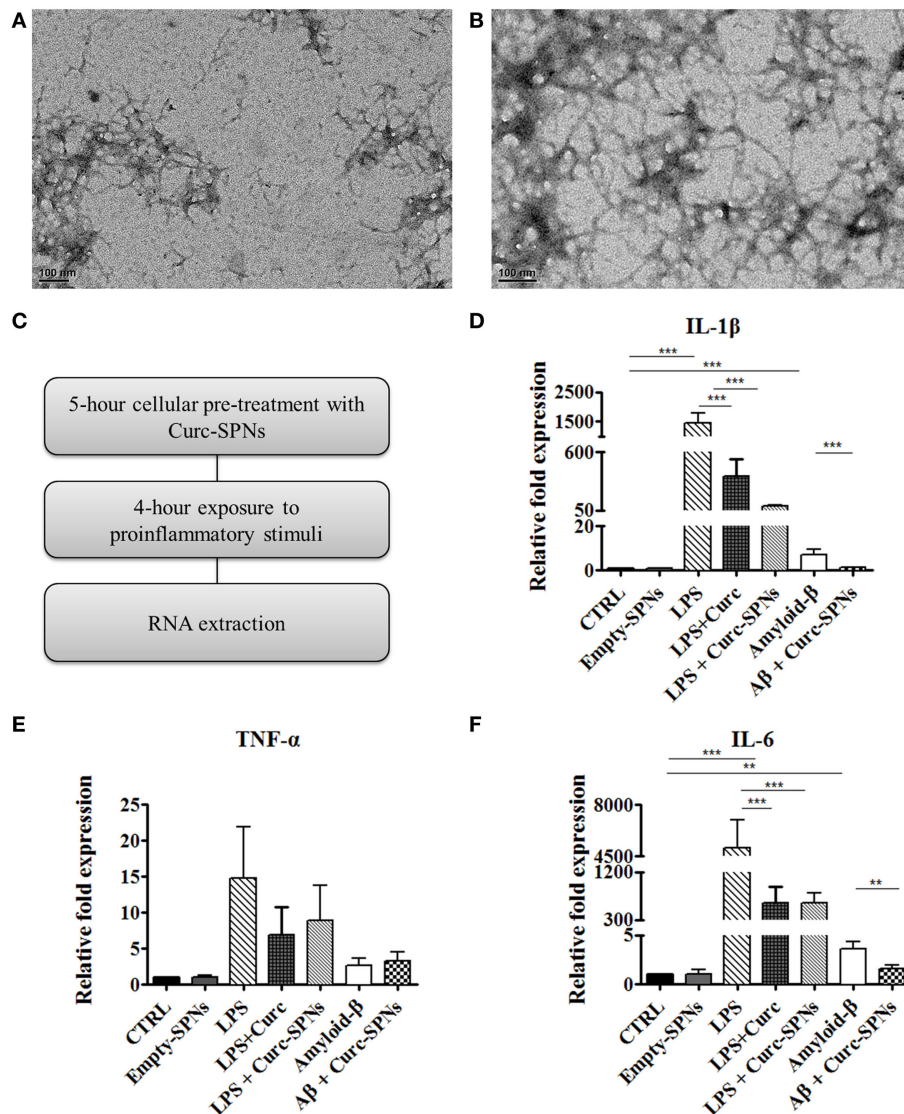 A
B
100 nm
100 nm
C
5-hour cellular pre-treatment with
Curc-SPNs
4-hour exposure to
proinflammatory stimuli
RNA extraction
D
IL-1β
Relative fold expression
2500
1500
600
50
20
0
***
***
***
***
***
CTRL
Empty-SPNs
LPS
LPS+Curc
LPS + Curc-SPNs
Amyloid-β
Aβ + Curc-SPNs
E
TNF-α
Relative fold expression
25
20
15
10
5
0
CTRL
Empty-SPNs
LPS
LPS+Curc
LPS + Curc-SPNs
Amyloid-β
Aβ + Curc-SPNs
F
IL-6
Relative fold expression
8000
4500
1200
300
5
0
***
**
***
***
**
CTRL
Empty-SPNs
LPS
LPS+Curc
LPS + Curc-SPNs
Amyloid-β
Aβ + Curc-SPNs